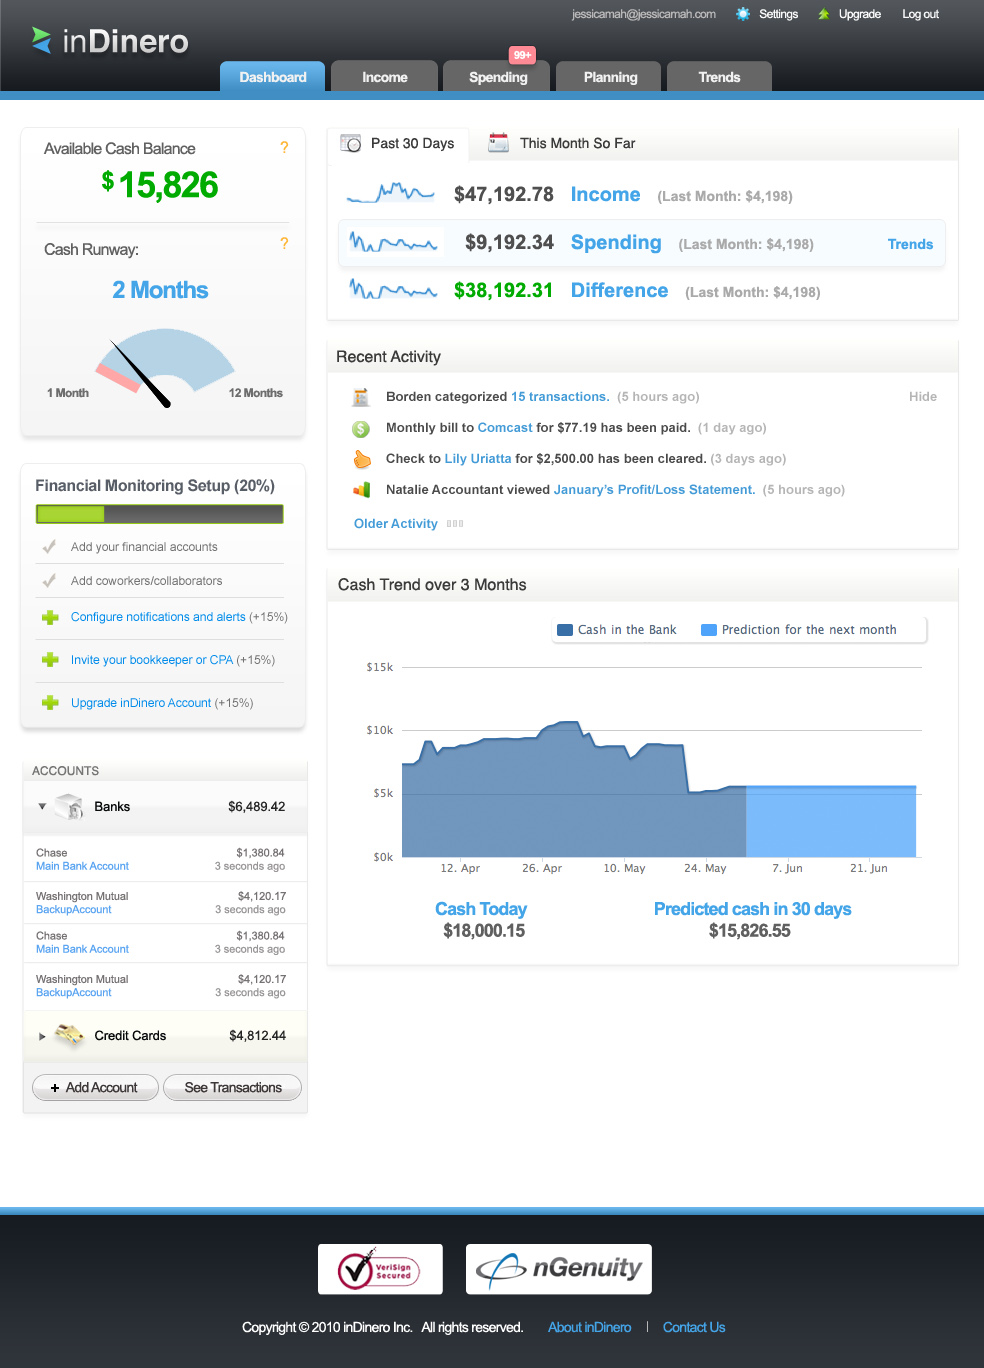 jessicamah@jessicamah.com Settings Upgrade Log out
inDinero
99+
Dashboard Income Spending Planning Trends
Available Cash Balance ?
$15,826
Cash Runway: ?
2 Months
1 Month 12 Months
Financial Monitoring Setup (20%)
Add your financial accounts
Add coworkers/collaborators
Configure notifications and alerts (+15%)
Invite your bookkeeper or CPA (+15%)
Upgrade inDinero Account (+15%)
ACCOUNTS
Banks $6,489.42
Chase $1,380.84
Main Bank Account 3 seconds ago
Washington Mutual $4,120.17
BackupAccount 3 seconds ago
Chase $1,380.84
Main Bank Account 3 seconds ago
Washington Mutual $4,120.17
BackupAccount 3 seconds ago
Credit Cards $4,812.44
+ Add Account See Transactions
Past 30 Days This Month So Far
$47,192.78 Income (Last Month: $4,198)
$9,192.34 Spending (Last Month: $4,198) Trends
$38,192.31 Difference (Last Month: $4,198)
Recent Activity
Borden categorized 15 transactions. (5 hours ago) Hide
Monthly bill to Comcast for $77.19 has been paid. (1 day ago)
Check to Lily Uriatta for $2,500.00 has been cleared. (3 days ago)
Natalie Accountant viewed January's Profit/Loss Statement. (5 hours ago)
Older Activity
Cash Trend over 3 Months
Cash in the Bank Prediction for the next month
$15k
$10k
$5k
$0k
12. Apr 26. Apr 10. May 24. May 7. Jun 21. Jun
Cash Today Predicted cash in 30 days
$18,000.15 $15,826.55
VeriSign
Secured
nGenuity
Copyright © 2010 inDinero Inc. All rights reserved. About inDinero | Contact Us